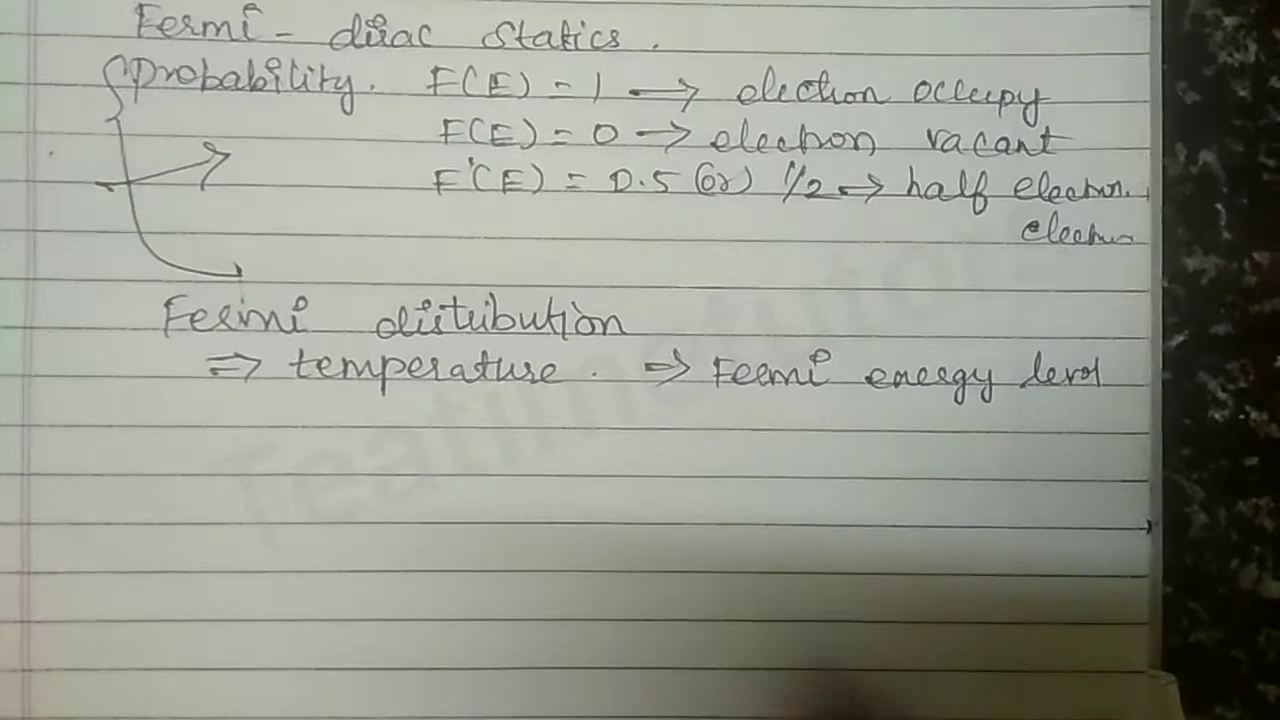 Fermi - dirac statics.
probability. F(E) = 1 → electron occupy
F(E) = 0 → electron vacant
F(E) = 0.5 (or) 1/2 → half electron.
electron
Fermi distribution
⇒ temperature. ⇒ Fermi energy level